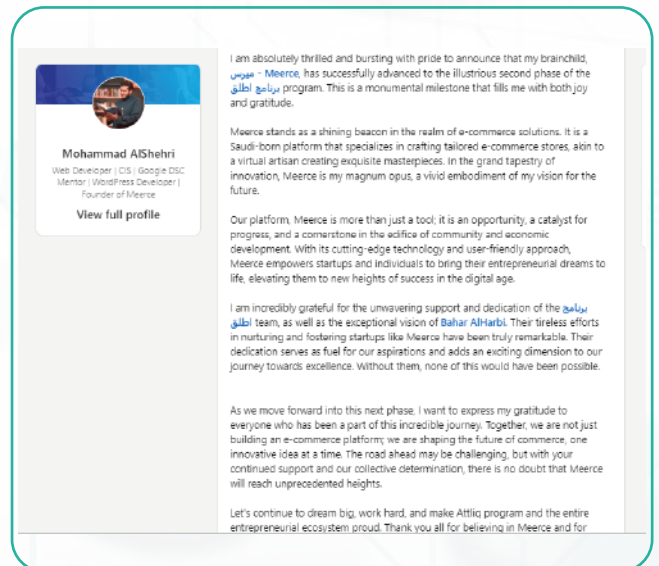 Mohammad AlShehri
Web Developer | CIS | Google DSC
Mentor | WordPress Developer |
Founder of Meerce
View full profile
I am absolutely thrilled and bursting with pride to announce that my brainchild,
ميرس - Meerce, has successfully advanced to the illustrious second phase of the
برنامج اطلق program. This is a monumental milestone that fills me with both joy
and gratitude.
Meerce stands as a shining beacon in the realm of e-commerce solutions. It is a
Saudi-born platform that specializes in crafting tailored e-commerce stores, akin to
a virtual artisan creating exquisite masterpieces. In the grand tapestry of
innovation, Meerce is my magnum opus, a vivid embodiment of my vision for the
future.
Our platform, Meerce is more than just a tool; it is an opportunity, a catalyst for
progress, and a cornerstone in the edifice of community and economic
development. With its cutting-edge technology and user-friendly approach,
Meerce empowers startups and individuals to bring their entrepreneurial dreams to
life, elevating them to new heights of success in the digital age.
I am incredibly grateful for the unwavering support and dedication of the برنامج
اطلق team, as well as the exceptional vision of Bahar AlHarbi. Their tireless efforts
in nurturing and fostering startups like Meerce have been truly remarkable. Their
dedication serves as fuel for our aspirations and adds an exciting dimension to our
journey towards excellence. Without them, none of this would have been possible.
As we move forward into this next phase, I want to express my gratitude to
everyone who has been a part of this incredible journey. Together, we are not just
building an e-commerce platform; we are shaping the future of commerce, one
innovative idea at a time. The road ahead may be challenging, but with your
continued support and our collective determination, there is no doubt that Meerce
will reach unprecedented heights.
Let's continue to dream big, work hard, and make Attliq program and the entire
entrepreneurial ecosystem proud. Thank you all for believing in Meerce and for